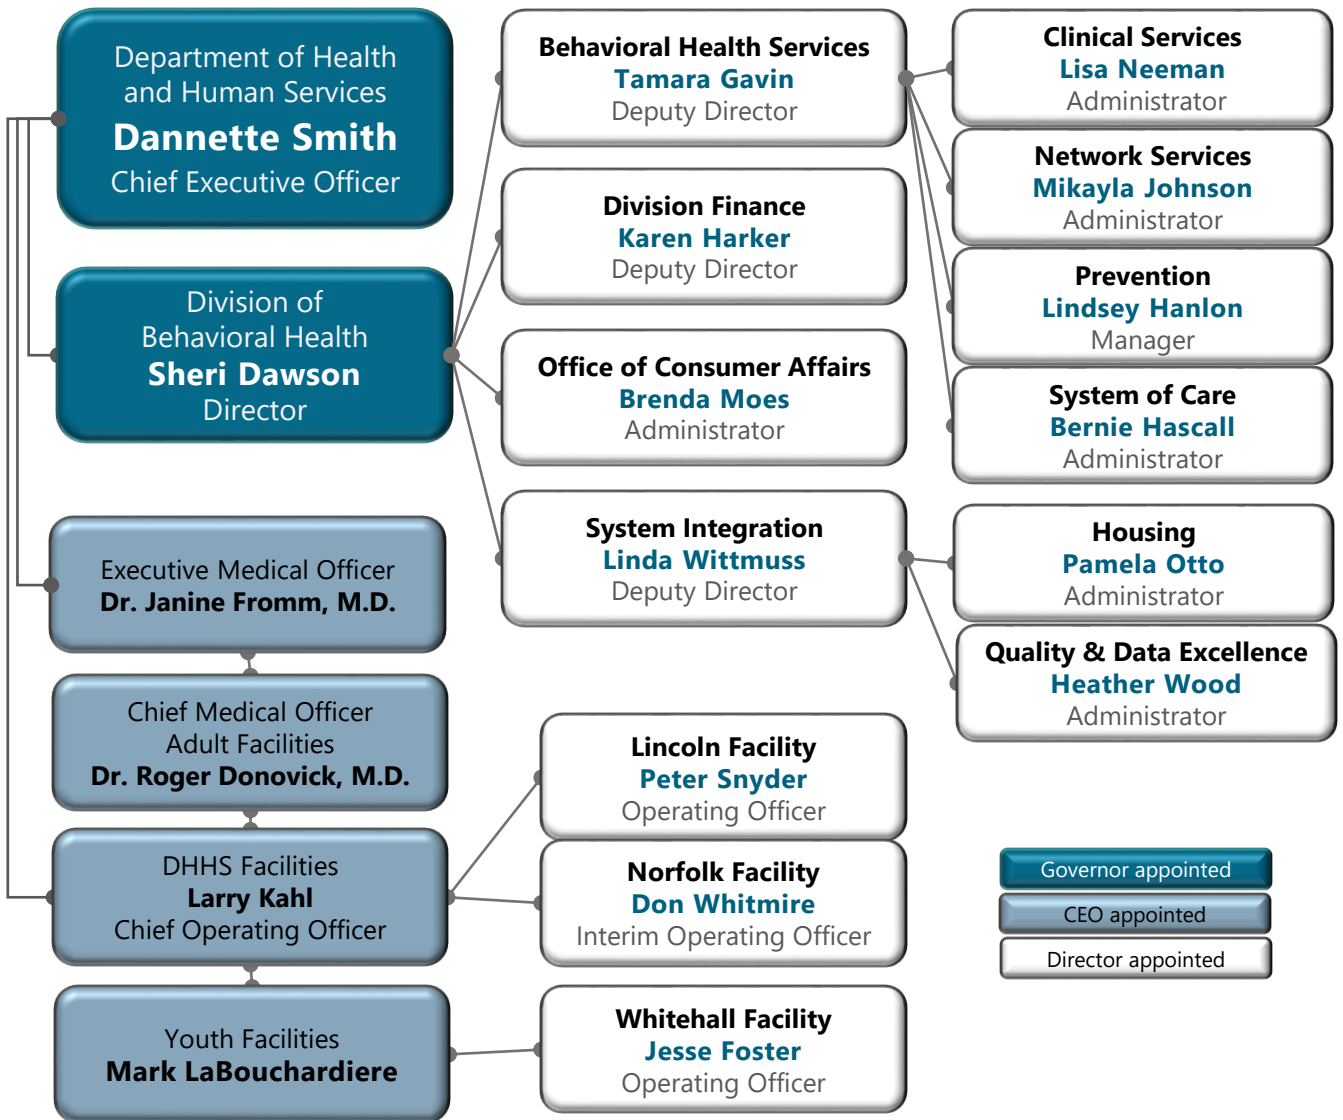 Department of Health
and Human Services
Dannette Smith
Chief Executive Officer
Division of
Behavioral Health
Sheri Dawson
Director
Executive Medical Officer
Dr. Janine Fromm, M.D.
Chief Medical Officer
Adult Facilities
Dr. Roger Donovick, M.D.
DHHS Facilities
Larry Kahl
Chief Operating Officer
Youth Facilities
Mark LaBouchardiere
Behavioral Health Services
Tamara Gavin
Deputy Director
Division Finance
Karen Harker
Deputy Director
Office of Consumer Affairs
Brenda Moes
Administrator
System Integration
Linda Wittmuss
Deputy Director
Lincoln Facility
Peter Snyder
Operating Officer
Norfolk Facility
Don Whitmire
Interim Operating Officer
Whitehall Facility
Jesse Foster
Operating Officer
Clinical Services
Lisa Neeman
Administrator
Network Services
Mikayla Johnson
Administrator
Prevention
Lindsey Hanlon
Manager
System of Care
Bernie Hascall
Administrator
Housing
Pamela Otto
Administrator
Quality & Data Excellence
Heather Wood
Administrator
Governor appointed
CEO appointed
Director appointed